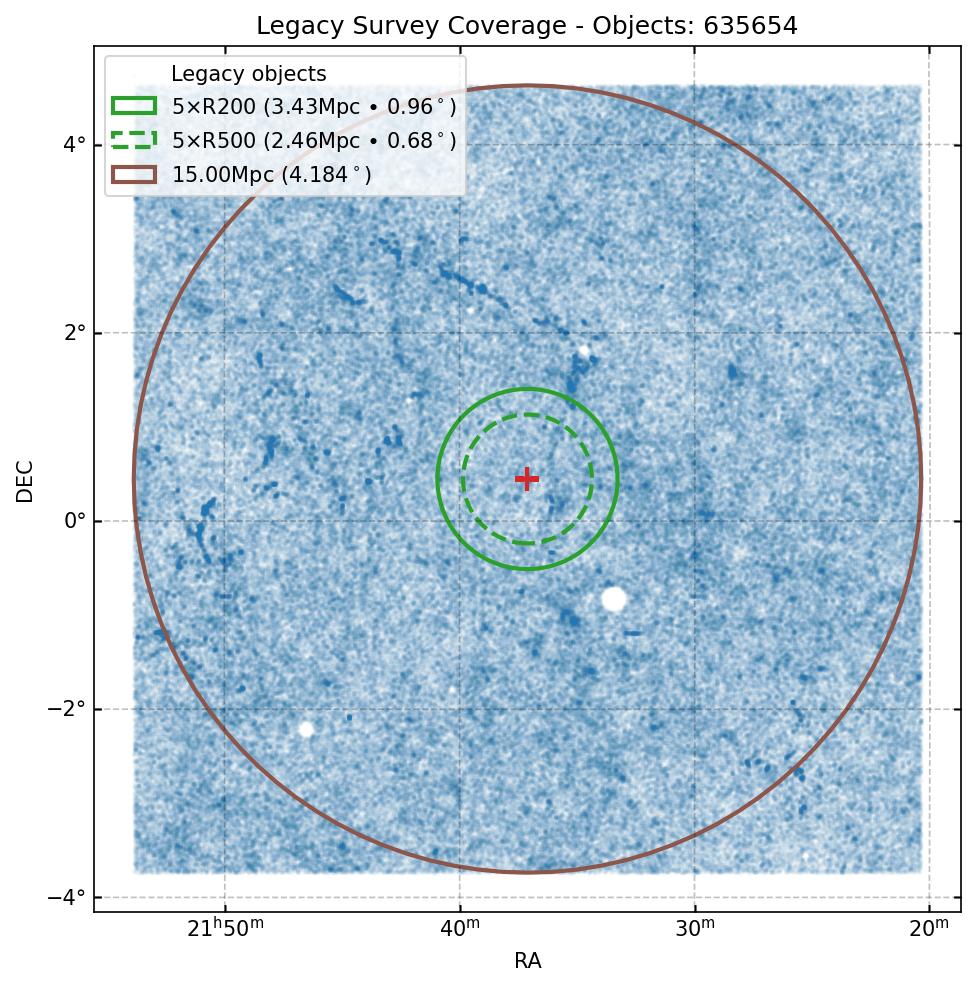 Legacy Survey Coverage - Objects: 635654
Legacy objects
5×R200 (3.43Mpc • 0.96°)
5×R500 (2.46Mpc • 0.68°)
15.00Mpc (4.184°)
4°
2°
0°
−2°
−4°
DEC
21ʰ50ᵐ 40ᵐ 30ᵐ 20ᵐ
RA